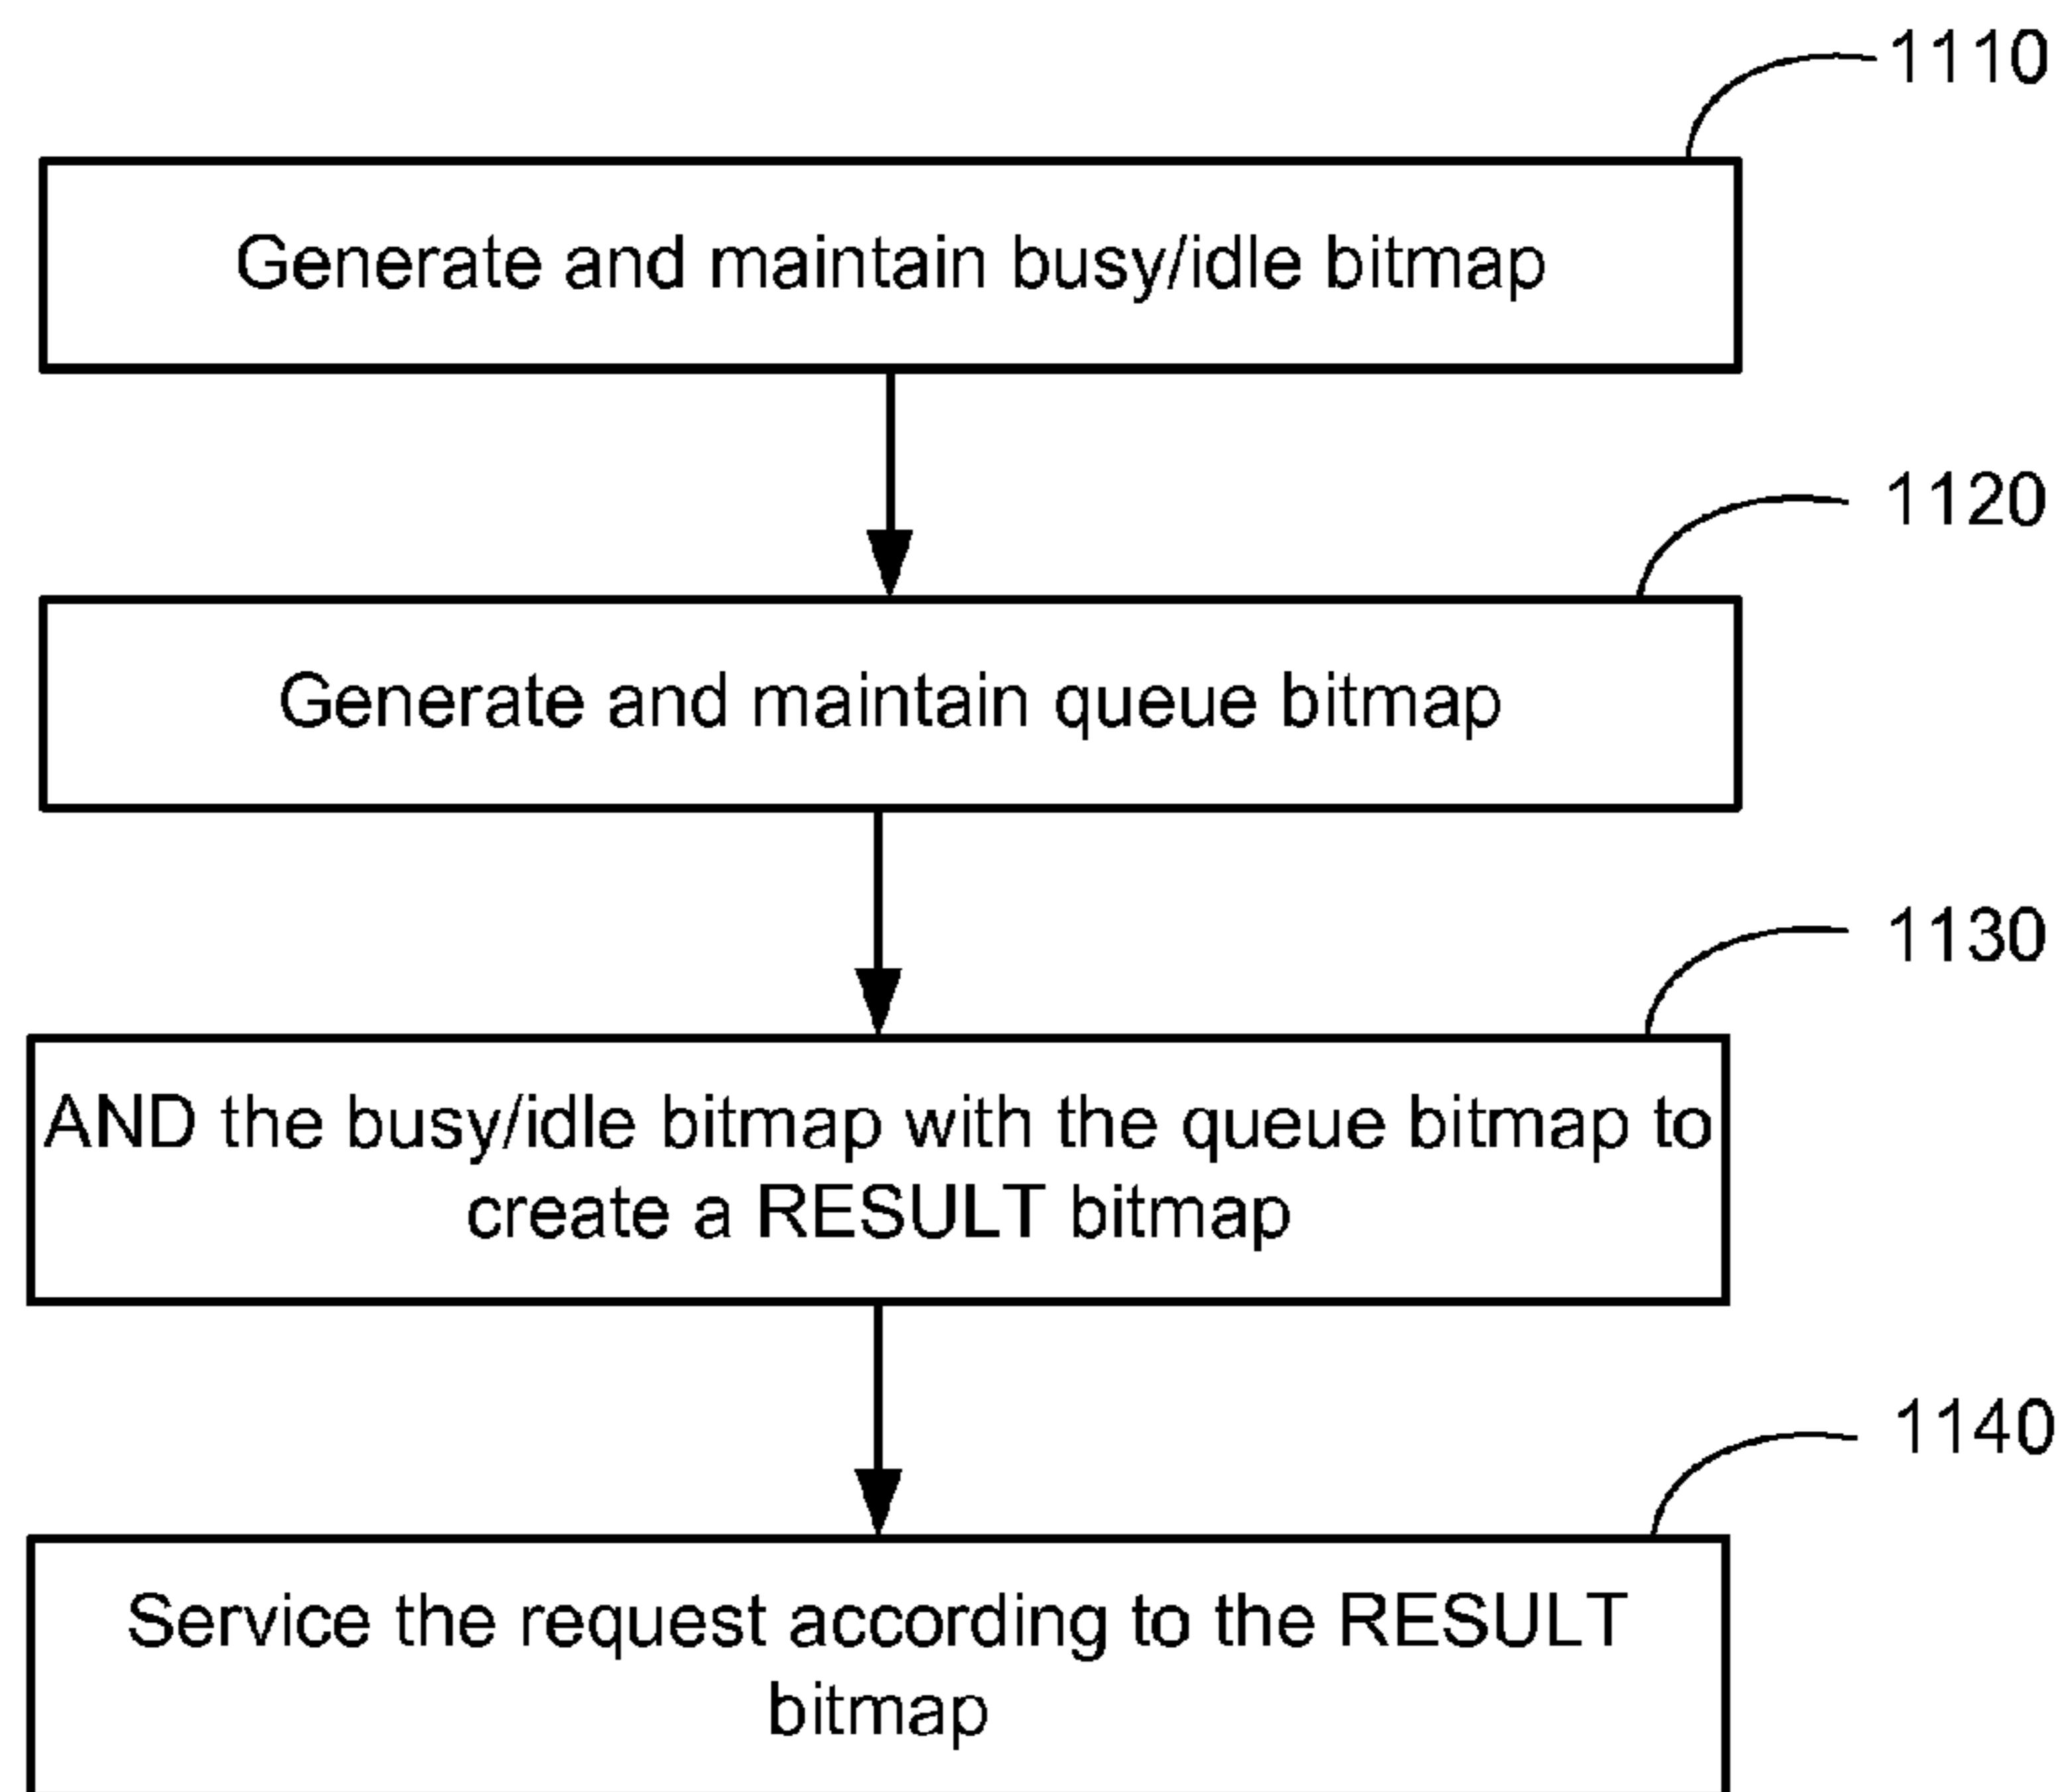 1110
Generate and maintain busy/idle bitmap
1120
Generate and maintain queue bitmap
1130
AND the busy/idle bitmap with the queue bitmap to
create a RESULT bitmap
1140
Service the request according to the RESULT
bitmap